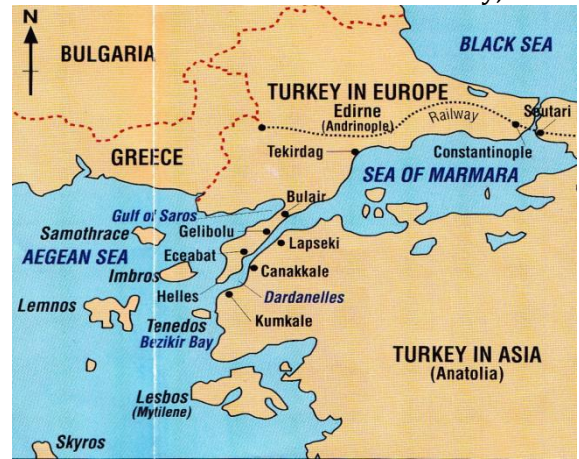 N
BLACK SEA
BULGARIA
TURKEY IN EUROPE
Edirne
(Andrinople)
Railway
Scutari
GREECE
Tekirdag
Constantinople
SEA OF MARMARA
Bulair
Gulf of Saros
Gelibolu
Samothrace
Lapseki
AEGEAN SEA
Eceabat
Imbros
Canakkale
Helles
Dardanelles
Lemnos
Tenedos
Kumkale
Bezikir Bay
TURKEY IN ASIA
(Anatolia)
Lesbos
(Mytilene)
Skyros